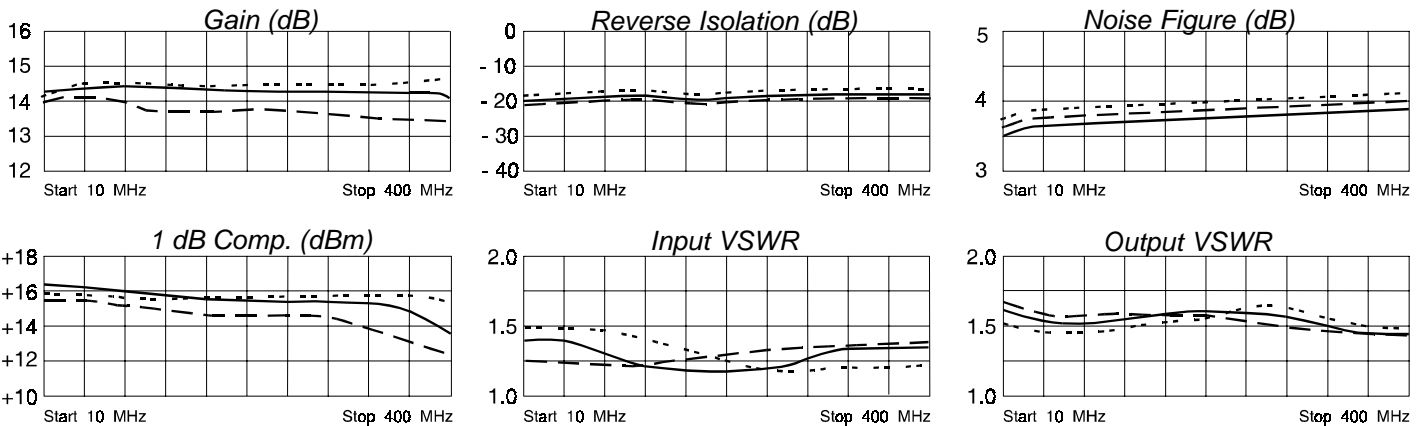 Gain (dB)
16
15
14
13
12
Start 10 MHz
Stop 400 MHz
Reverse Isolation (dB)
0
- 10
- 20
- 30
- 40
Start 10 MHz
Stop 400 MHz
Noise Figure (dB)
5
4
3
Start 10 MHz
Stop 400 MHz
1 dB Comp. (dBm)
+18
+16
+14
+12
+10
Start 10 MHz
Stop 400 MHz
Input VSWR
2.0
1.5
1.0
Start 10 MHz
Stop 400 MHz
Output VSWR
2.0
1.5
1.0
Start 10 MHz
Stop 400 MHz